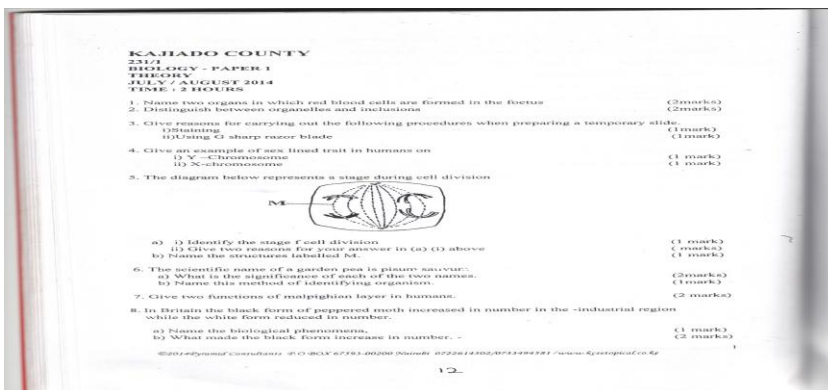 KAJIADO COUNTY
231/1
BIOLOGY - PAPER 1
THEORY
JULY / AUGUST 2014
TIME : 2 HOURS
1. Name two organs in which red blood cells are formed in the foetus (2marks)
2. Distinguish between organelles and inclusions (2marks)
3. Give reasons for carrying out the following procedures when preparing a temporary slide.
i)Staining (1mark)
ii)Using G sharp razor blade (1mark)
4. Give an example of sex lined trait in humans on
i) Y –Chromosome (1 mark)
ii) X-chromosome (1 mark)
5. The diagram below represents a stage during cell division
M
a) i) Identify the stage f cell division (1 mark)
ii) Give two reasons for your answer in (a) (i) above ( marks)
b) Name the structures labelled M. (1 mark)
6. The scientific name of a garden pea is pisum
a) What is the significance of each of the two names. (2marks)
b) Name this method of identifying organism. (1mark)
7. Give two functions of malpighian layer in humans. (2 marks)
8. In Britain the black form of peppered moth increased in number in the -industrial region
while the white form reduced in number.
a) Name the biological phenomena, (1 mark)
b) What made the black form increase in number. - (2 marks)
1
©2014Pyramid Consultants P O BOX 67593-00200 Nairobi
12